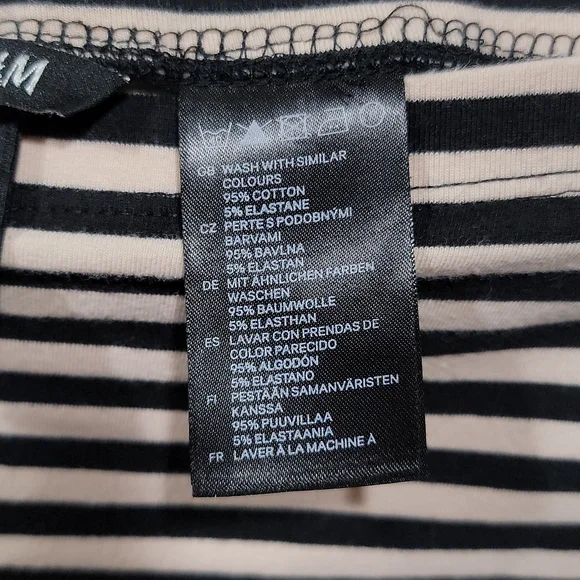 &M
GB WASH WITH SIMILAR
COLOURS
95% COTTON
5% ELASTANE
CZ PERTE S PODOBNÝMI
BARVAMI
95% BAVLNA
5% ELASTAN
DE MIT ÄHNLICHEN FARBEN
WASCHEN
95% BAUMWOLLE
5% ELASTHAN
ES LAVAR CON PRENDAS DE
COLOR PARECIDO
95% ALGODÓN
5% ELASTANO
FI PESTÄÄN SAMANVÄRISTEN
KANSSA
95% PUUVILLAA
5% ELASTAANIA
FR LAVER À LA MACHINE À